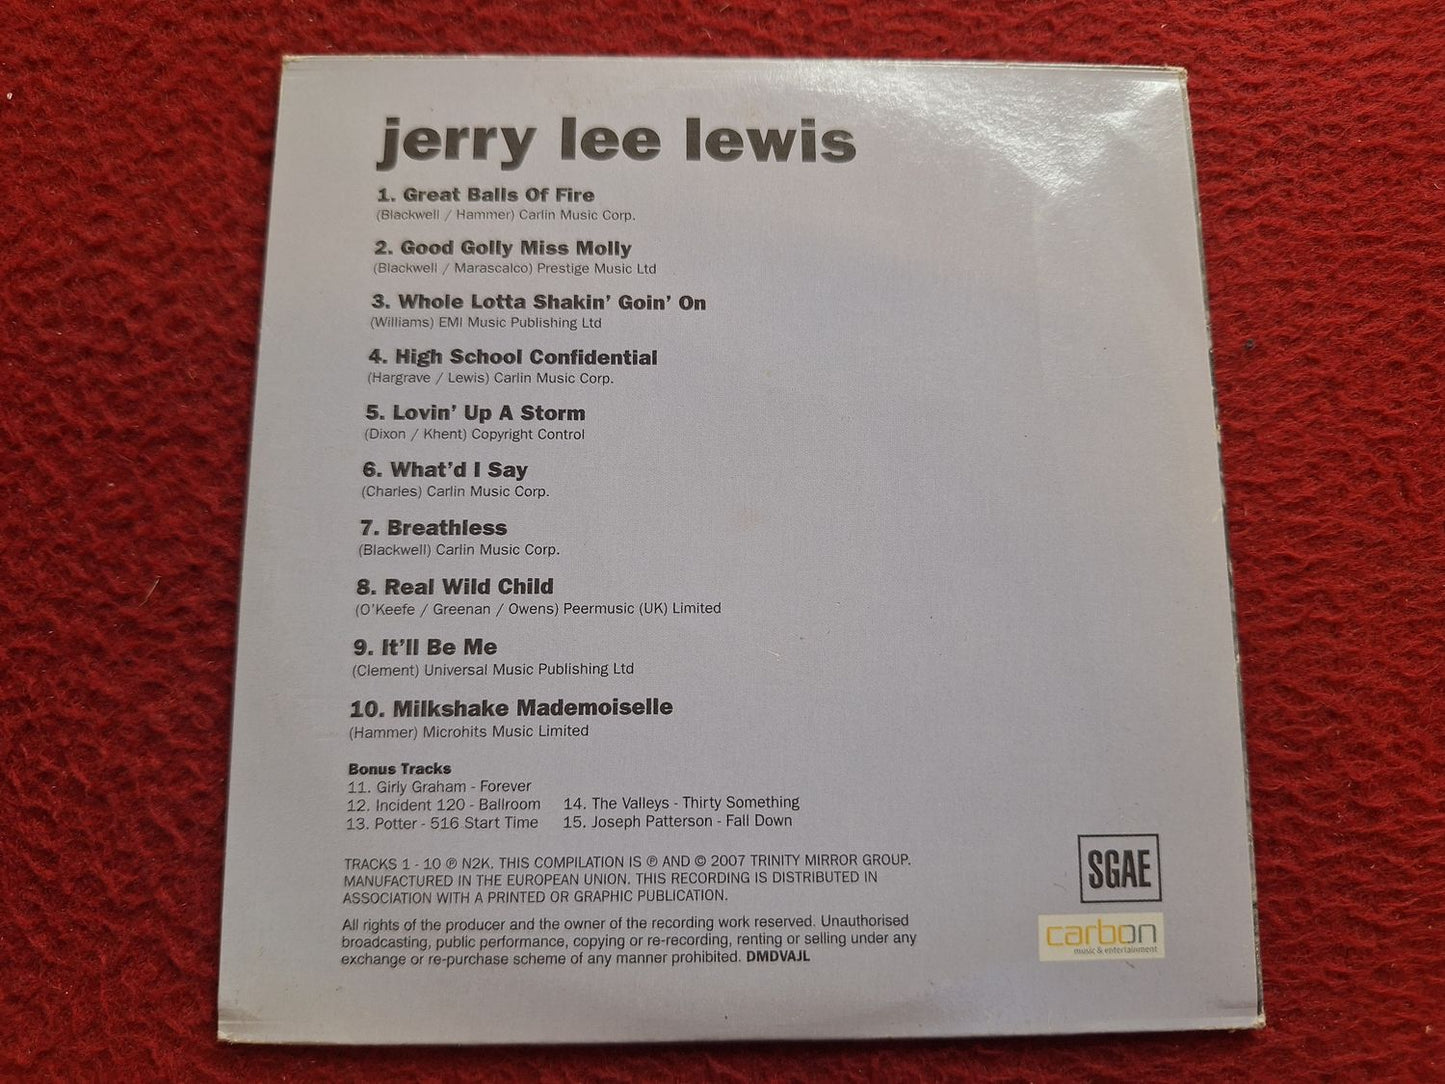 jerry lee lewis
1. Great Balls Of Fire
(Blackwell / Hammer) Carlin Music Corp.
2. Good Golly Miss Molly
(Blackwell / Marascalco) Prestige Music Ltd
3. Whole Lotta Shakin' Goin' On
(Williams) EMI Music Publishing Ltd
4. High School Confidential
(Hargrave / Lewis) Carlin Music Corp.
5. Lovin' Up A Storm
(Dixon / Khent) Copyright Control
6. What'd I Say
(Charles) Carlin Music Corp.
7. Breathless
(Blackwell) Carlin Music Corp.
8. Real Wild Child
(O'Keefe / Greenan / Owens) Peermusic (UK) Limited
9. It'll Be Me
(Clement) Universal Music Publishing Ltd
10. Milkshake Mademoiselle
(Hammer) Microhits Music Limited
Bonus Tracks
11. Girly Graham - Forever
12. Incident 120 - Ballroom
13. Potter - 516 Start Time
14. The Valleys - Thirty Something
15. Joseph Patterson - Fall Down
TRACKS 1 - 10 ℗ N2K. THIS COMPILATION IS ℗ AND © 2007 TRINITY MIRROR GROUP.
MANUFACTURED IN THE EUROPEAN UNION. THIS RECORDING IS DISTRIBUTED IN
ASSOCIATION WITH A PRINTED OR GRAPHIC PUBLICATION.
All rights of the producer and the owner of the recording work reserved. Unauthorised
broadcasting, public performance, copying or re-recording, renting or selling under any
exchange or re-purchase scheme of any manner prohibited. DMDVAJL
SGAE
carbon
music & entertainment